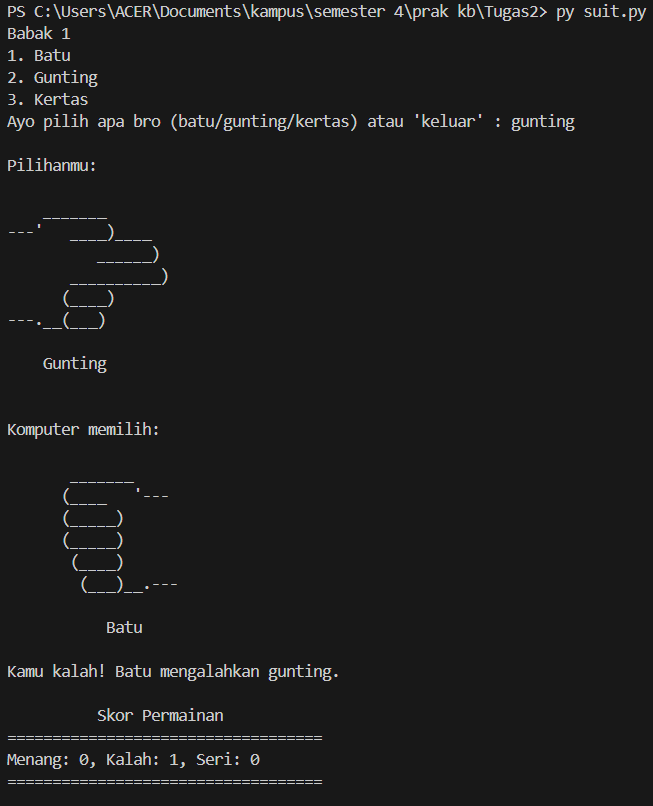 PS C:\Users\ACER\Documents\kampus\semester 4\prak kb\Tugas2> py suit.py
Babak 1
1. Batu
2. Gunting
3. Kertas
Ayo pilih apa bro (batu/gunting/kertas) atau 'keluar' : gunting
Pilihanmu:
    _______
---'   ____)____
          ______)
       __________)
      (____)
---.__(___)
    Gunting
Komputer memilih:
       _______
      (____   '---
      (_____)
      (_____)
       (____)
        (___)__.---
           Batu
Kamu kalah! Batu mengalahkan gunting.
          Skor Permainan
===================================
Menang: 0, Kalah: 1, Seri: 0
===================================